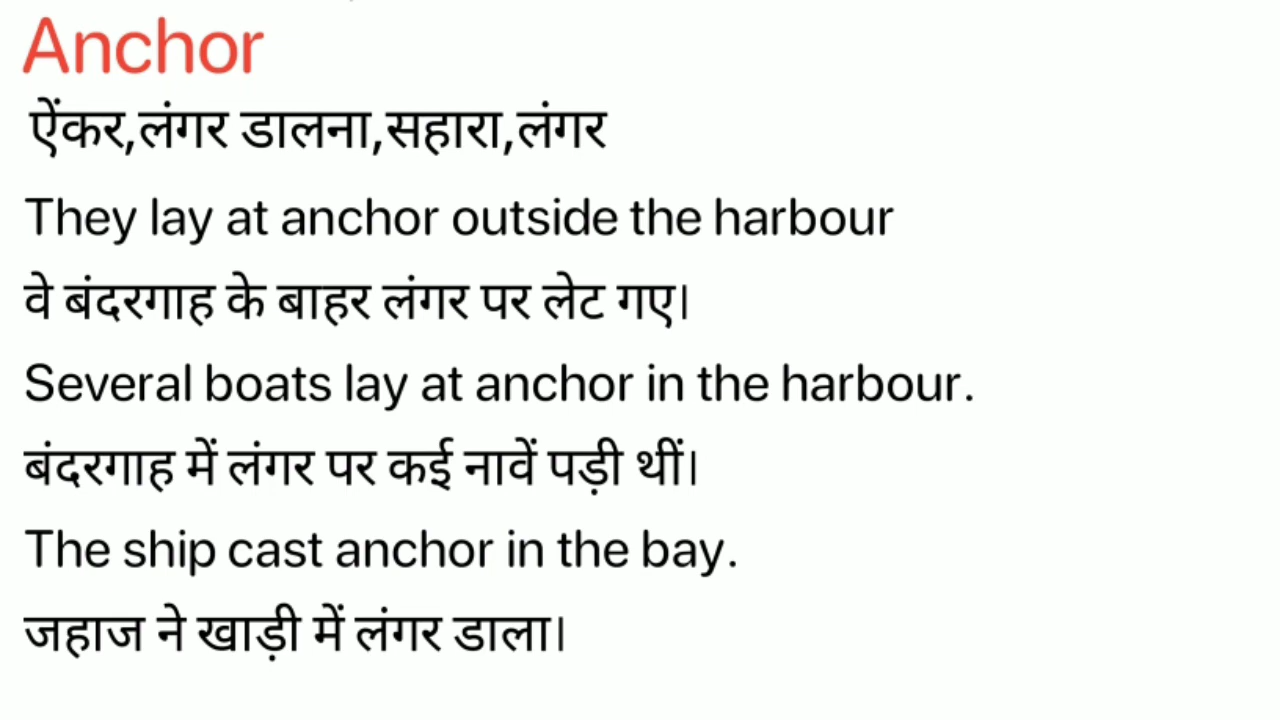 Anchor
ऐंकर,लंगर डालना,सहारा,लंगर
They lay at anchor outside the harbour
वे बंदरगाह के बाहर लंगर पर लेट गए।
Several boats lay at anchor in the harbour.
बंदरगाह में लंगर पर कई नावें पड़ी थीं।
The ship cast anchor in the bay.
जहाज ने खाड़ी में लंगर डाला।